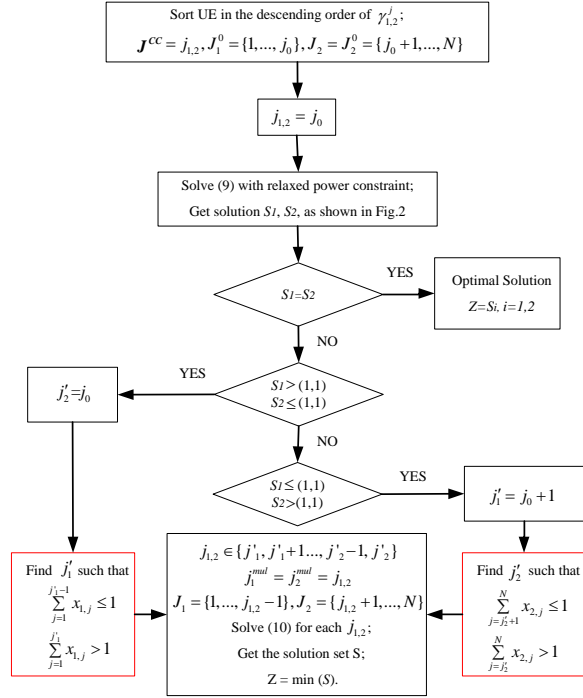 Sort UE in the descending order of γ_{1,2}^{j};
J^{CC} = j_{1,2}, J_1^0 = {1,..., j_0}, J_2 = J_2^0 = {j_0 +1,..., N}
j_{1,2} = j_0
Solve (9) with relaxed power constraint;
Get solution S1, S2, as shown in Fig.2
YES
S1=S2
Optimal Solution
Z=Si, i=1,2
NO
YES
j'_2 = j_0
S1>(1,1)
S2≤(1,1)
NO
S1≤(1,1)
S2>(1,1)
YES
j'_1 = j_0 +1
Find j'_1 such that
∑_{j=1}^{j'_1-1} x_{1,j} ≤ 1
∑_{j=1}^{j'_1} x_{1,j} > 1
j_{1,2} ∈ {j'_1, j'_1+1..., j'_2−1, j'_2}
j_1^{mul} = j_2^{mul} = j_{1,2}
J_1 = {1,..., j_{1,2} −1}, J_2 = {j_{1,2} +1,..., N}
Solve (10) for each j_{1,2};
Get the solution set S;
Z = min (S).
Find j'_2 such that
∑_{j=j'_2+1}^{N} x_{2,j} ≤ 1
∑_{j=j'_2}^{N} x_{2,j} > 1